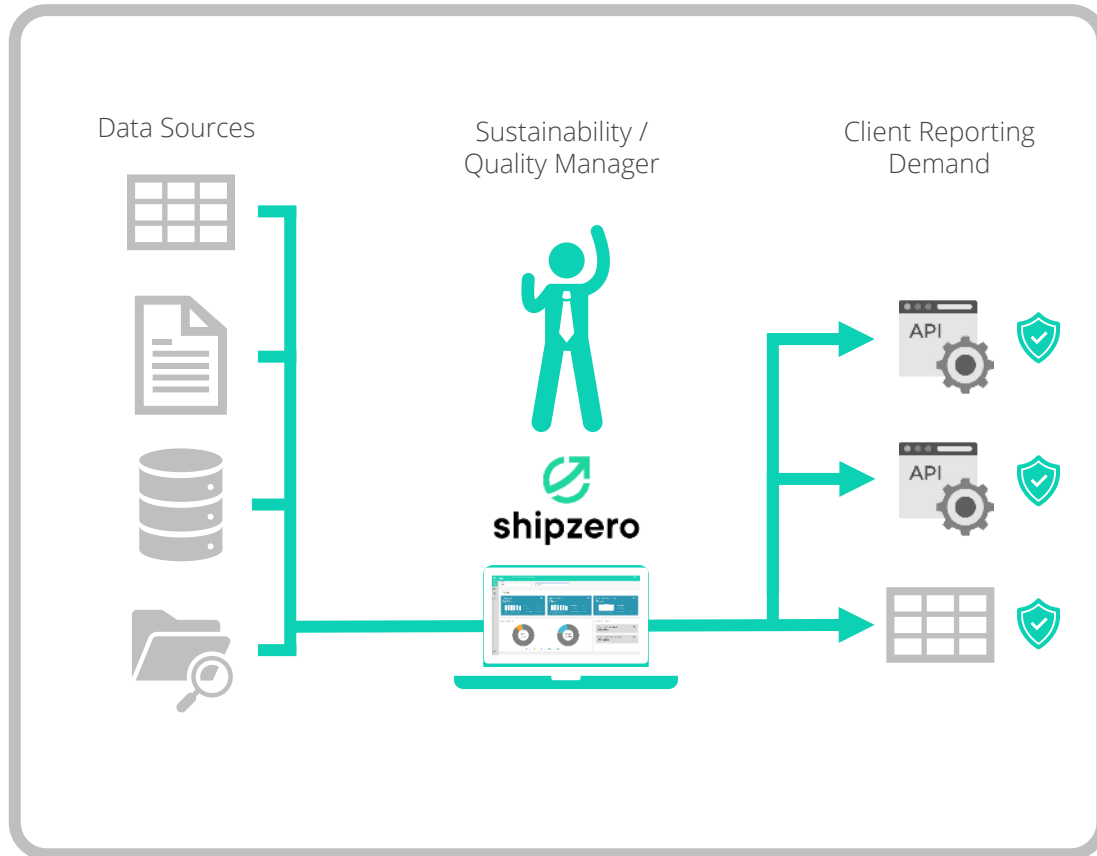 Data Sources
Sustainability /
Quality Manager
Client Reporting
Demand
API
API
shipzero